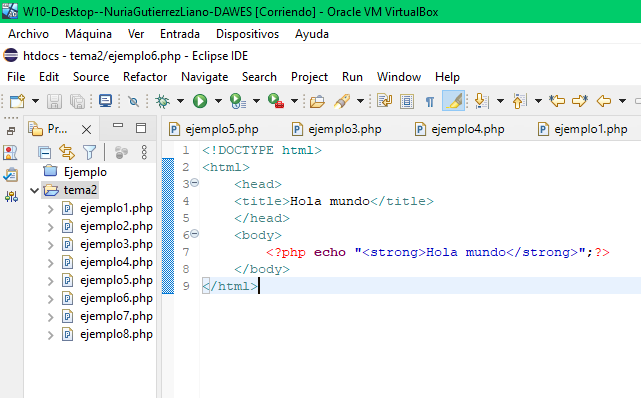 W10-Desktop--NuriaGutierrezLiano-DAWES [Corriendo] - Oracle VM VirtualBox
Archivo Máquina Ver Entrada Dispositivos Ayuda
htdocs - tema2/ejemplo6.php - Eclipse IDE
File Edit Source Refactor Navigate Search Project Run Window Help
P...
ejemplo5.php ejemplo3.php ejemplo4.php ejemplo1.php
Ejemplo
tema2
ejemplo1.php
ejemplo2.php
ejemplo3.php
ejemplo4.php
ejemplo5.php
ejemplo6.php
ejemplo7.php
ejemplo8.php
1 <!DOCTYPE html>
2 <html>
3 <head>
4 <title>Hola mundo</title>
5 </head>
6 <body>
7 <?php echo "<strong>Hola mundo</strong>";?>
8 </body>
9 </html>